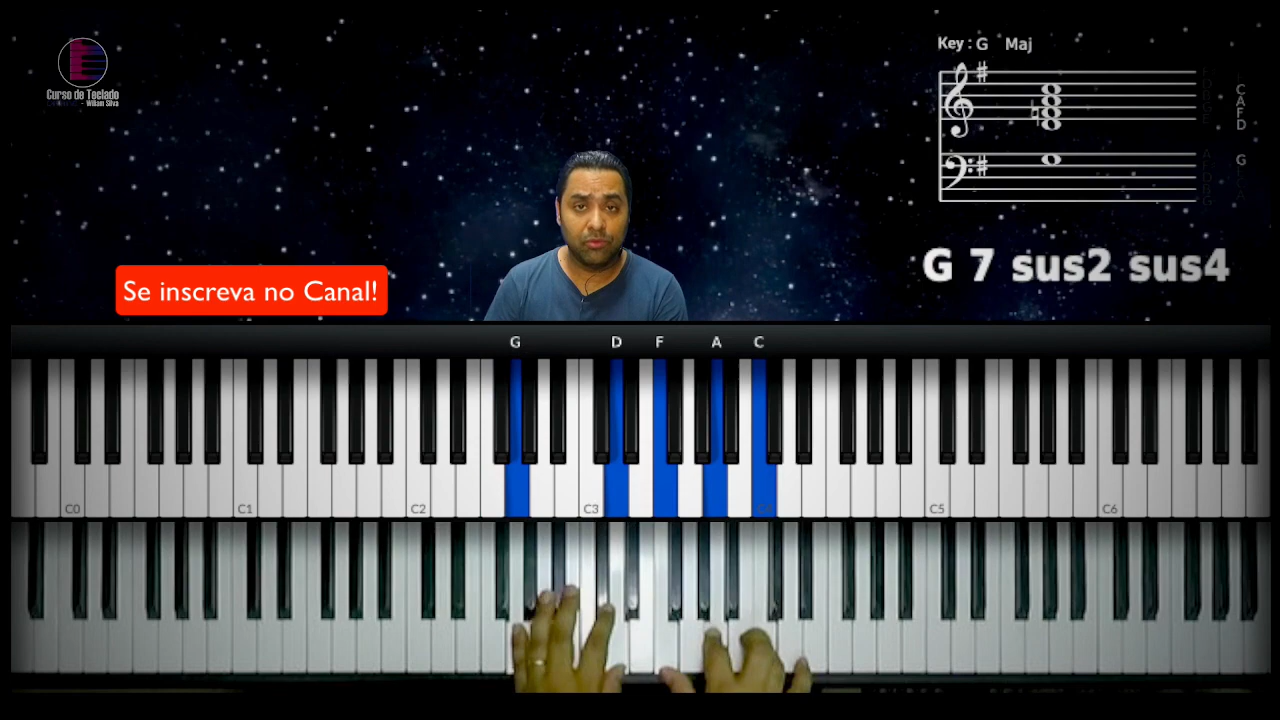 Curso de Teclado
- Wiliam Silva
Key : G Maj
C
A
F
D
G
G 7 sus2 sus4
Se inscreva no Canal!
G D F A C
C0 C1 C2 C3 C5 C6